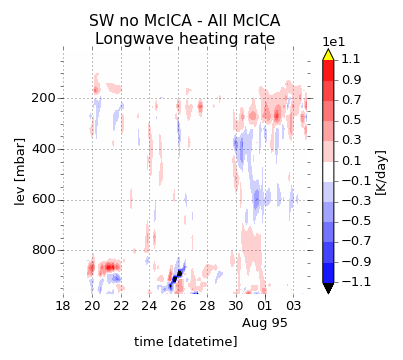 SW no McICA - All McICA
Longwave heating rate
1e1
1.1
0.9
0.7
0.5
0.3
0.1
−0.1
−0.3
−0.5
−0.7
−0.9
−1.1
[K/day]
lev [mbar]
200
400
600
800
18 20 22 24 26 28 30 01 03
Aug 95
time [datetime]